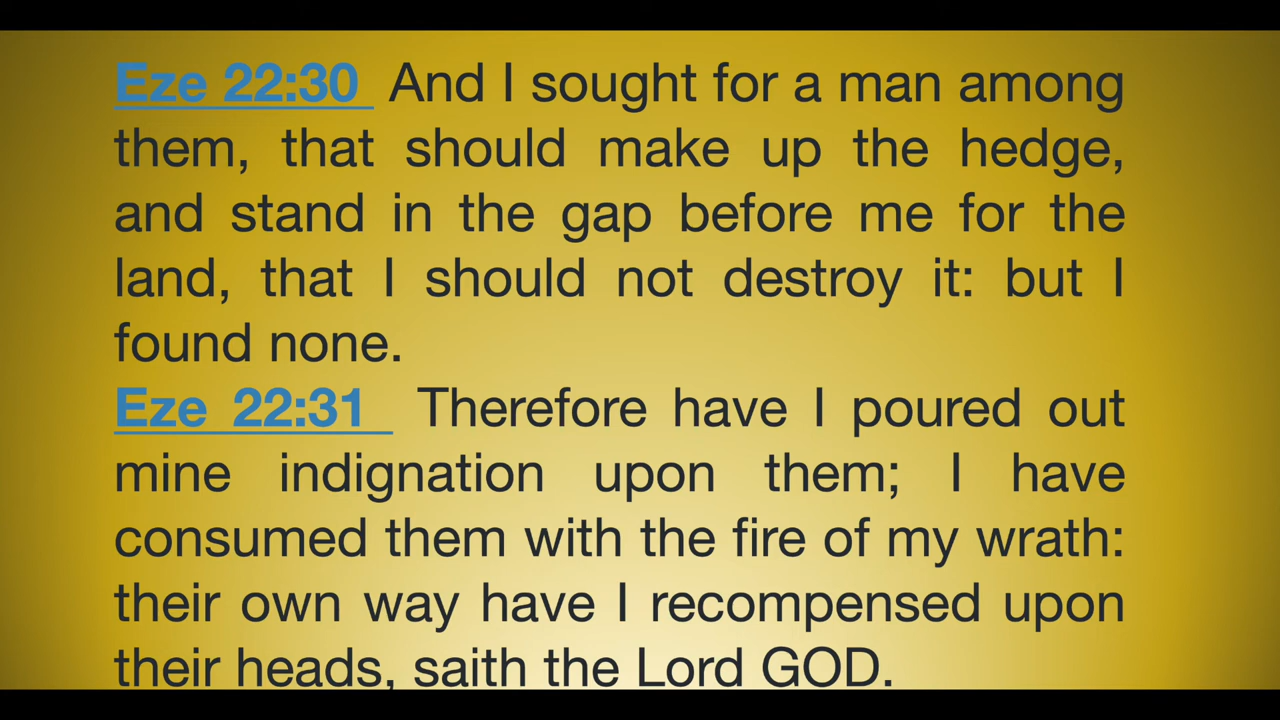 Eze 22:30 And I sought for a man among
them, that should make up the hedge,
and stand in the gap before me for the
land, that I should not destroy it: but I
found none.
Eze 22:31 Therefore have I poured out
mine indignation upon them; I have
consumed them with the fire of my wrath:
their own way have I recompensed upon
their heads, saith the Lord GOD.